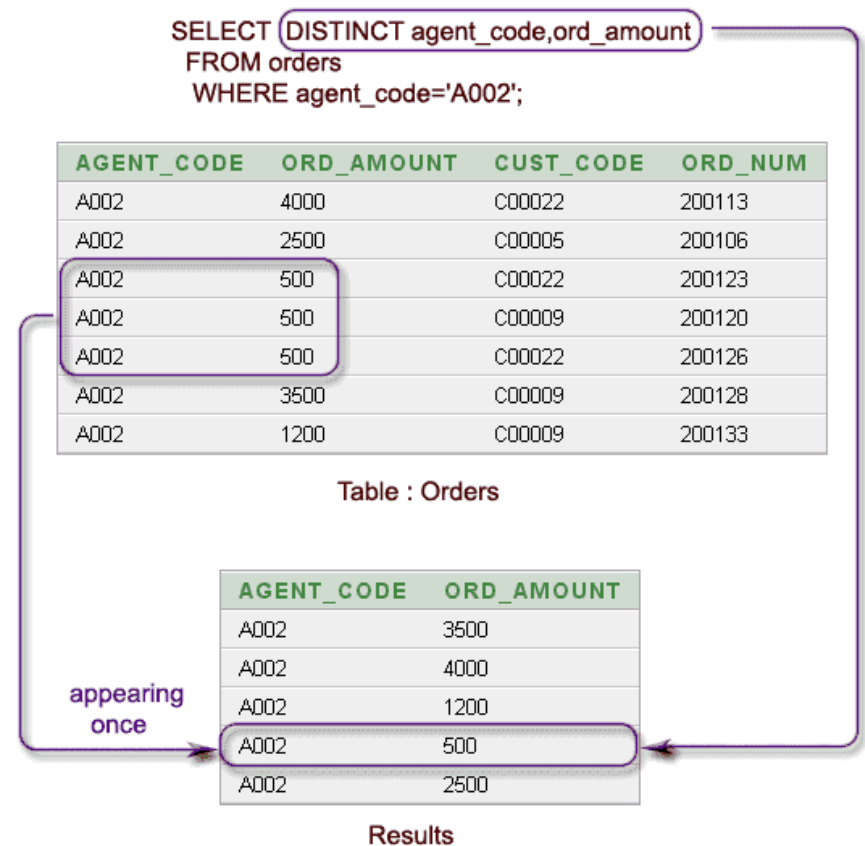 SELECT DISTINCT agent_code,ord_amount
FROM orders
WHERE agent_code='A002';
AGENT_CODE ORD_AMOUNT CUST_CODE ORD_NUM
A002 4000 C00022 200113
A002 2500 C00005 200106
A002 500 C00022 200123
A002 500 C00009 200120
A002 500 C00022 200126
A002 3500 C00009 200128
A002 1200 C00009 200133
Table : Orders
AGENT_CODE ORD_AMOUNT
A002 3500
A002 4000
appearing
once
A002 1200
A002 500
A002 2500
Results